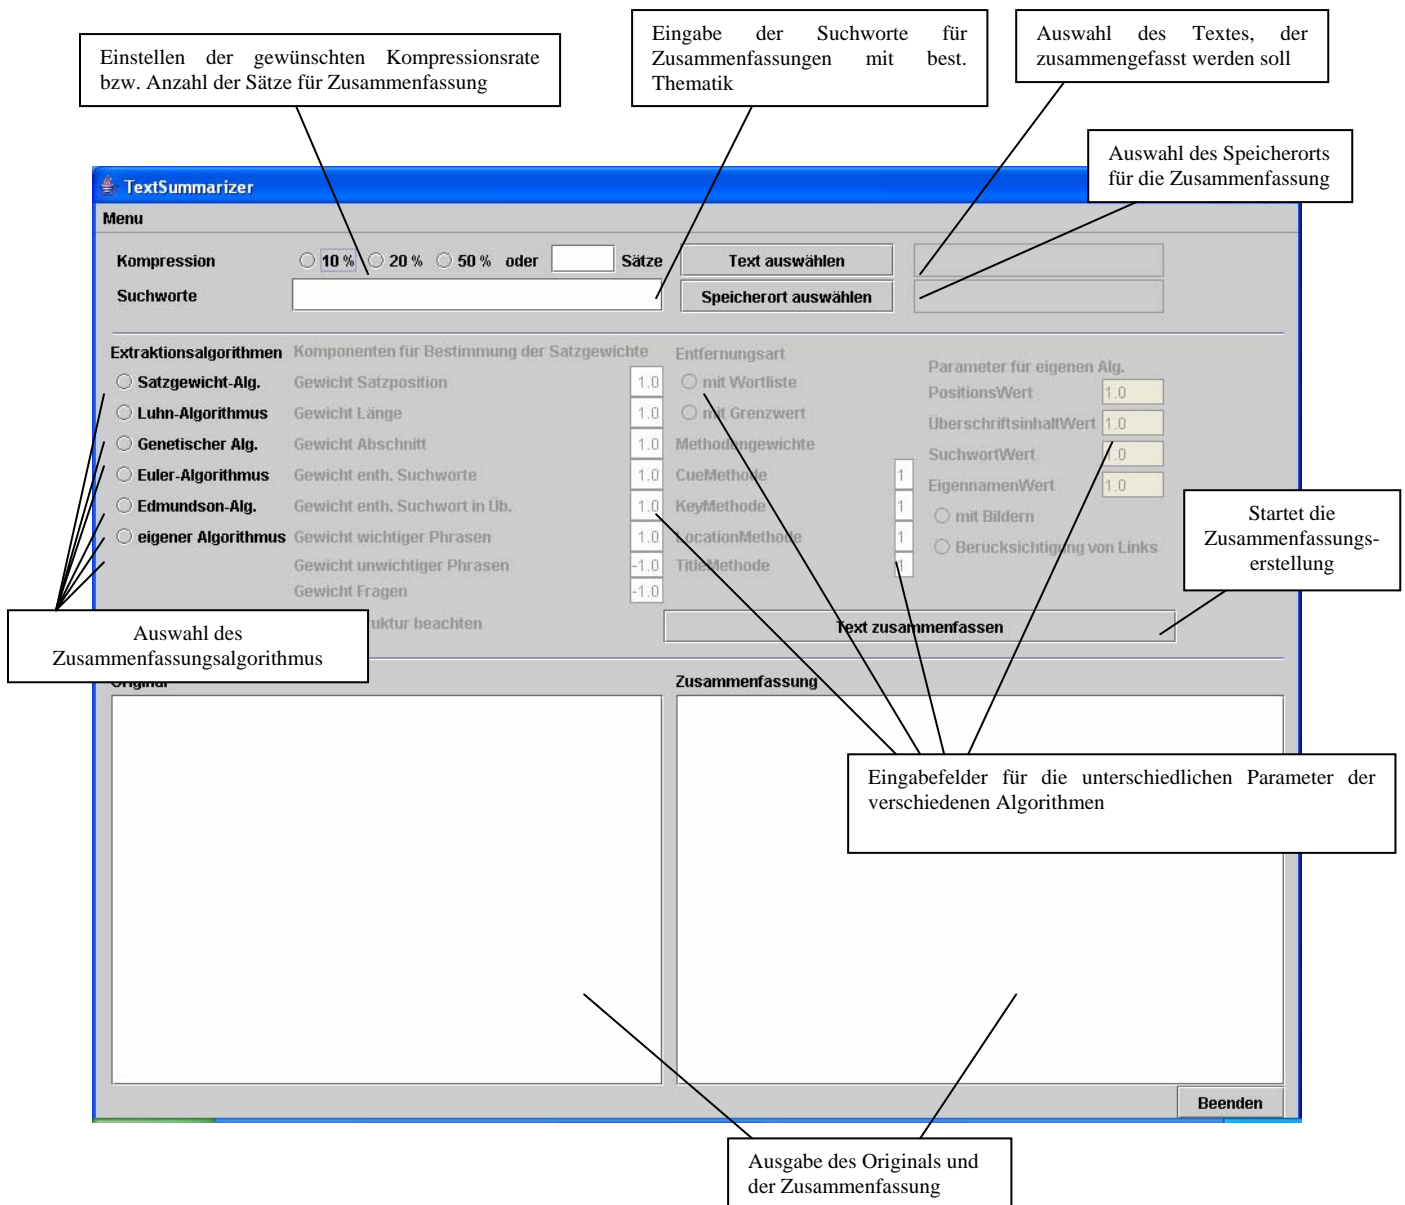 Einstellen der gewünschten Kompressionsrate
bzw. Anzahl der Sätze für Zusammenfassung
Eingabe der Suchworte für
Zusammenfassungen mit best.
Thematik
Auswahl des Textes, der
zusammengefasst werden soll
Auswahl des Speicherorts
für die Zusammenfassung
TextSummarizer
Menu
Kompression 10 % 20 % 50 % oder Sätze Text auswählen
Suchworte Speicherort auswählen
Extraktionsalgorithmen Komponenten für Bestimmung der Satzgewichte Entfernungsart
Parameter für eigenen Alg.
Satzgewicht-Alg. Gewicht Satzposition 1.0 mit Wortliste
PositionsWert 1.0
Luhn-Algorithmus Gewicht Länge 1.0 mit Grenzwert
ÜberschriftsinhaltWert 1.0
Genetischer Alg. Gewicht Abschnitt 1.0 Methodengewichte
SuchwortWert 1.0
Euler-Algorithmus Gewicht enth. Suchworte 1.0 CueMethode 1
EigennamenWert 1.0
Edmundson-Alg. Gewicht enth. Suchwort in Üb. 1.0 KeyMethode 1
mit Bildern
eigener Algorithmus Gewicht wichtiger Phrasen 1.0 LocationMethode 1
Berücksichtigung von Links
Gewicht unwichtiger Phrasen -1.0 TitleMethode 1
Gewicht Fragen -1.0
Startet die
Zusammenfassungs-
erstellung
Auswahl des
Zusammenfassungsalgorithmus
beachten
Text zusammenfassen
Original Zusammenfassung
Eingabefelder für die unterschiedlichen Parameter der
verschiedenen Algorithmen
Beenden
Ausgabe des Originals und
der Zusammenfassung